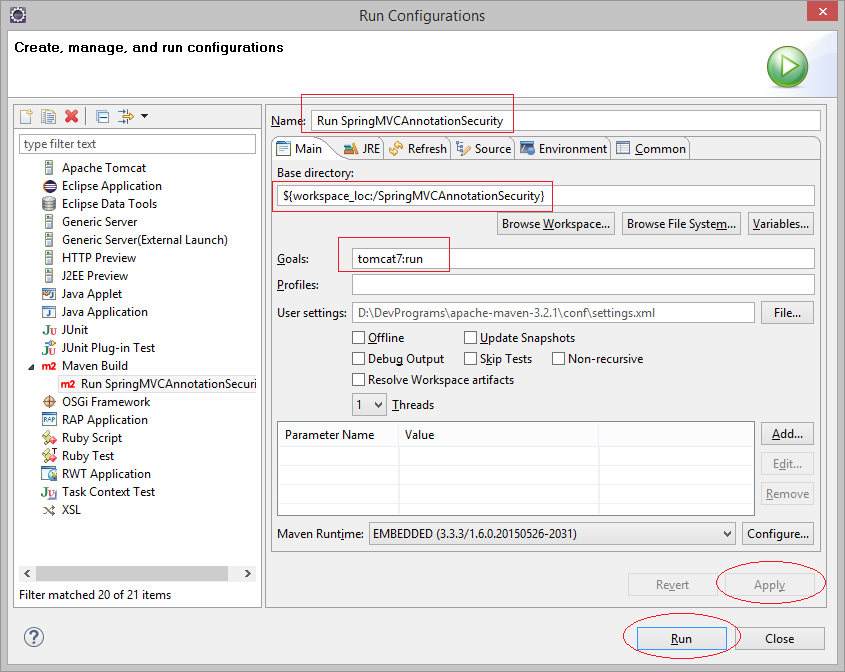 Run Configurations
Create, manage, and run configurations
type filter text
Apache Tomcat
Eclipse Application
Eclipse Data Tools
Generic Server
Generic Server(External Launch)
HTTP Preview
J2EE Preview
Java Applet
Java Application
Ju JUnit
JUnit Plug-in Test
m2 Maven Build
m2 Run SpringMVCAnnotationSecuri
OSGi Framework
RAP RAP Application
Ruby Script
Ruby Test
RWT Application
Task Context Test
XSL
Filter matched 20 of 21 items
Name: Run SpringMVCAnnotationSecurity
Main JRE Refresh Source Environment Common
Base directory:
${workspace_loc:/SpringMVCAnnotationSecurity}
Browse Workspace... Browse File System... Variables...
Goals: tomcat7:run
Profiles:
User settings: D:\DevPrograms\apache-maven-3.2.1\conf\settings.xml File...
Offline Update Snapshots
Debug Output Skip Tests Non-recursive
Resolve Workspace artifacts
1 Threads
Parameter Name Value
Add...
Edit...
Remove
Maven Runtime: EMBEDDED (3.3.3/1.6.0.20150526-2031) Configure...
Revert Apply
? Run Close